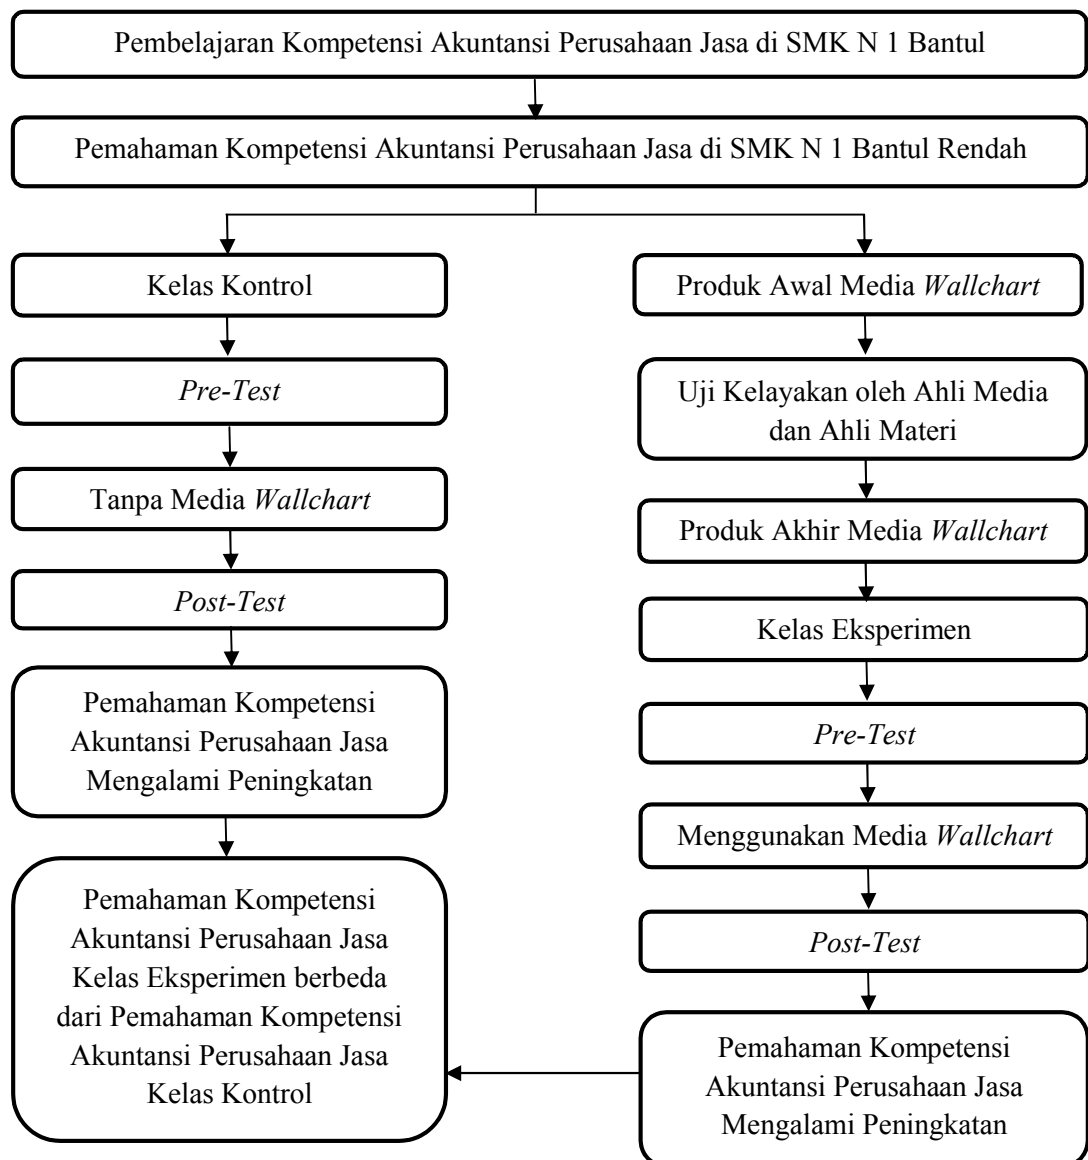 Pembelajaran Kompetensi Akuntansi Perusahaan Jasa di SMK N 1 Bantul
Pemahaman Kompetensi Akuntansi Perusahaan Jasa di SMK N 1 Bantul Rendah
Kelas Kontrol
Pre-Test
Tanpa Media Wallchart
Post-Test
Pemahaman Kompetensi
Akuntansi Perusahaan Jasa
Mengalami Peningkatan
Pemahaman Kompetensi
Akuntansi Perusahaan Jasa
Kelas Eksperimen berbeda
dari Pemahaman Kompetensi
Akuntansi Perusahaan Jasa
Kelas Kontrol
Produk Awal Media Wallchart
Uji Kelayakan oleh Ahli Media
dan Ahli Materi
Produk Akhir Media Wallchart
Kelas Eksperimen
Pre-Test
Menggunakan Media Wallchart
Post-Test
Pemahaman Kompetensi
Akuntansi Perusahaan Jasa
Mengalami Peningkatan